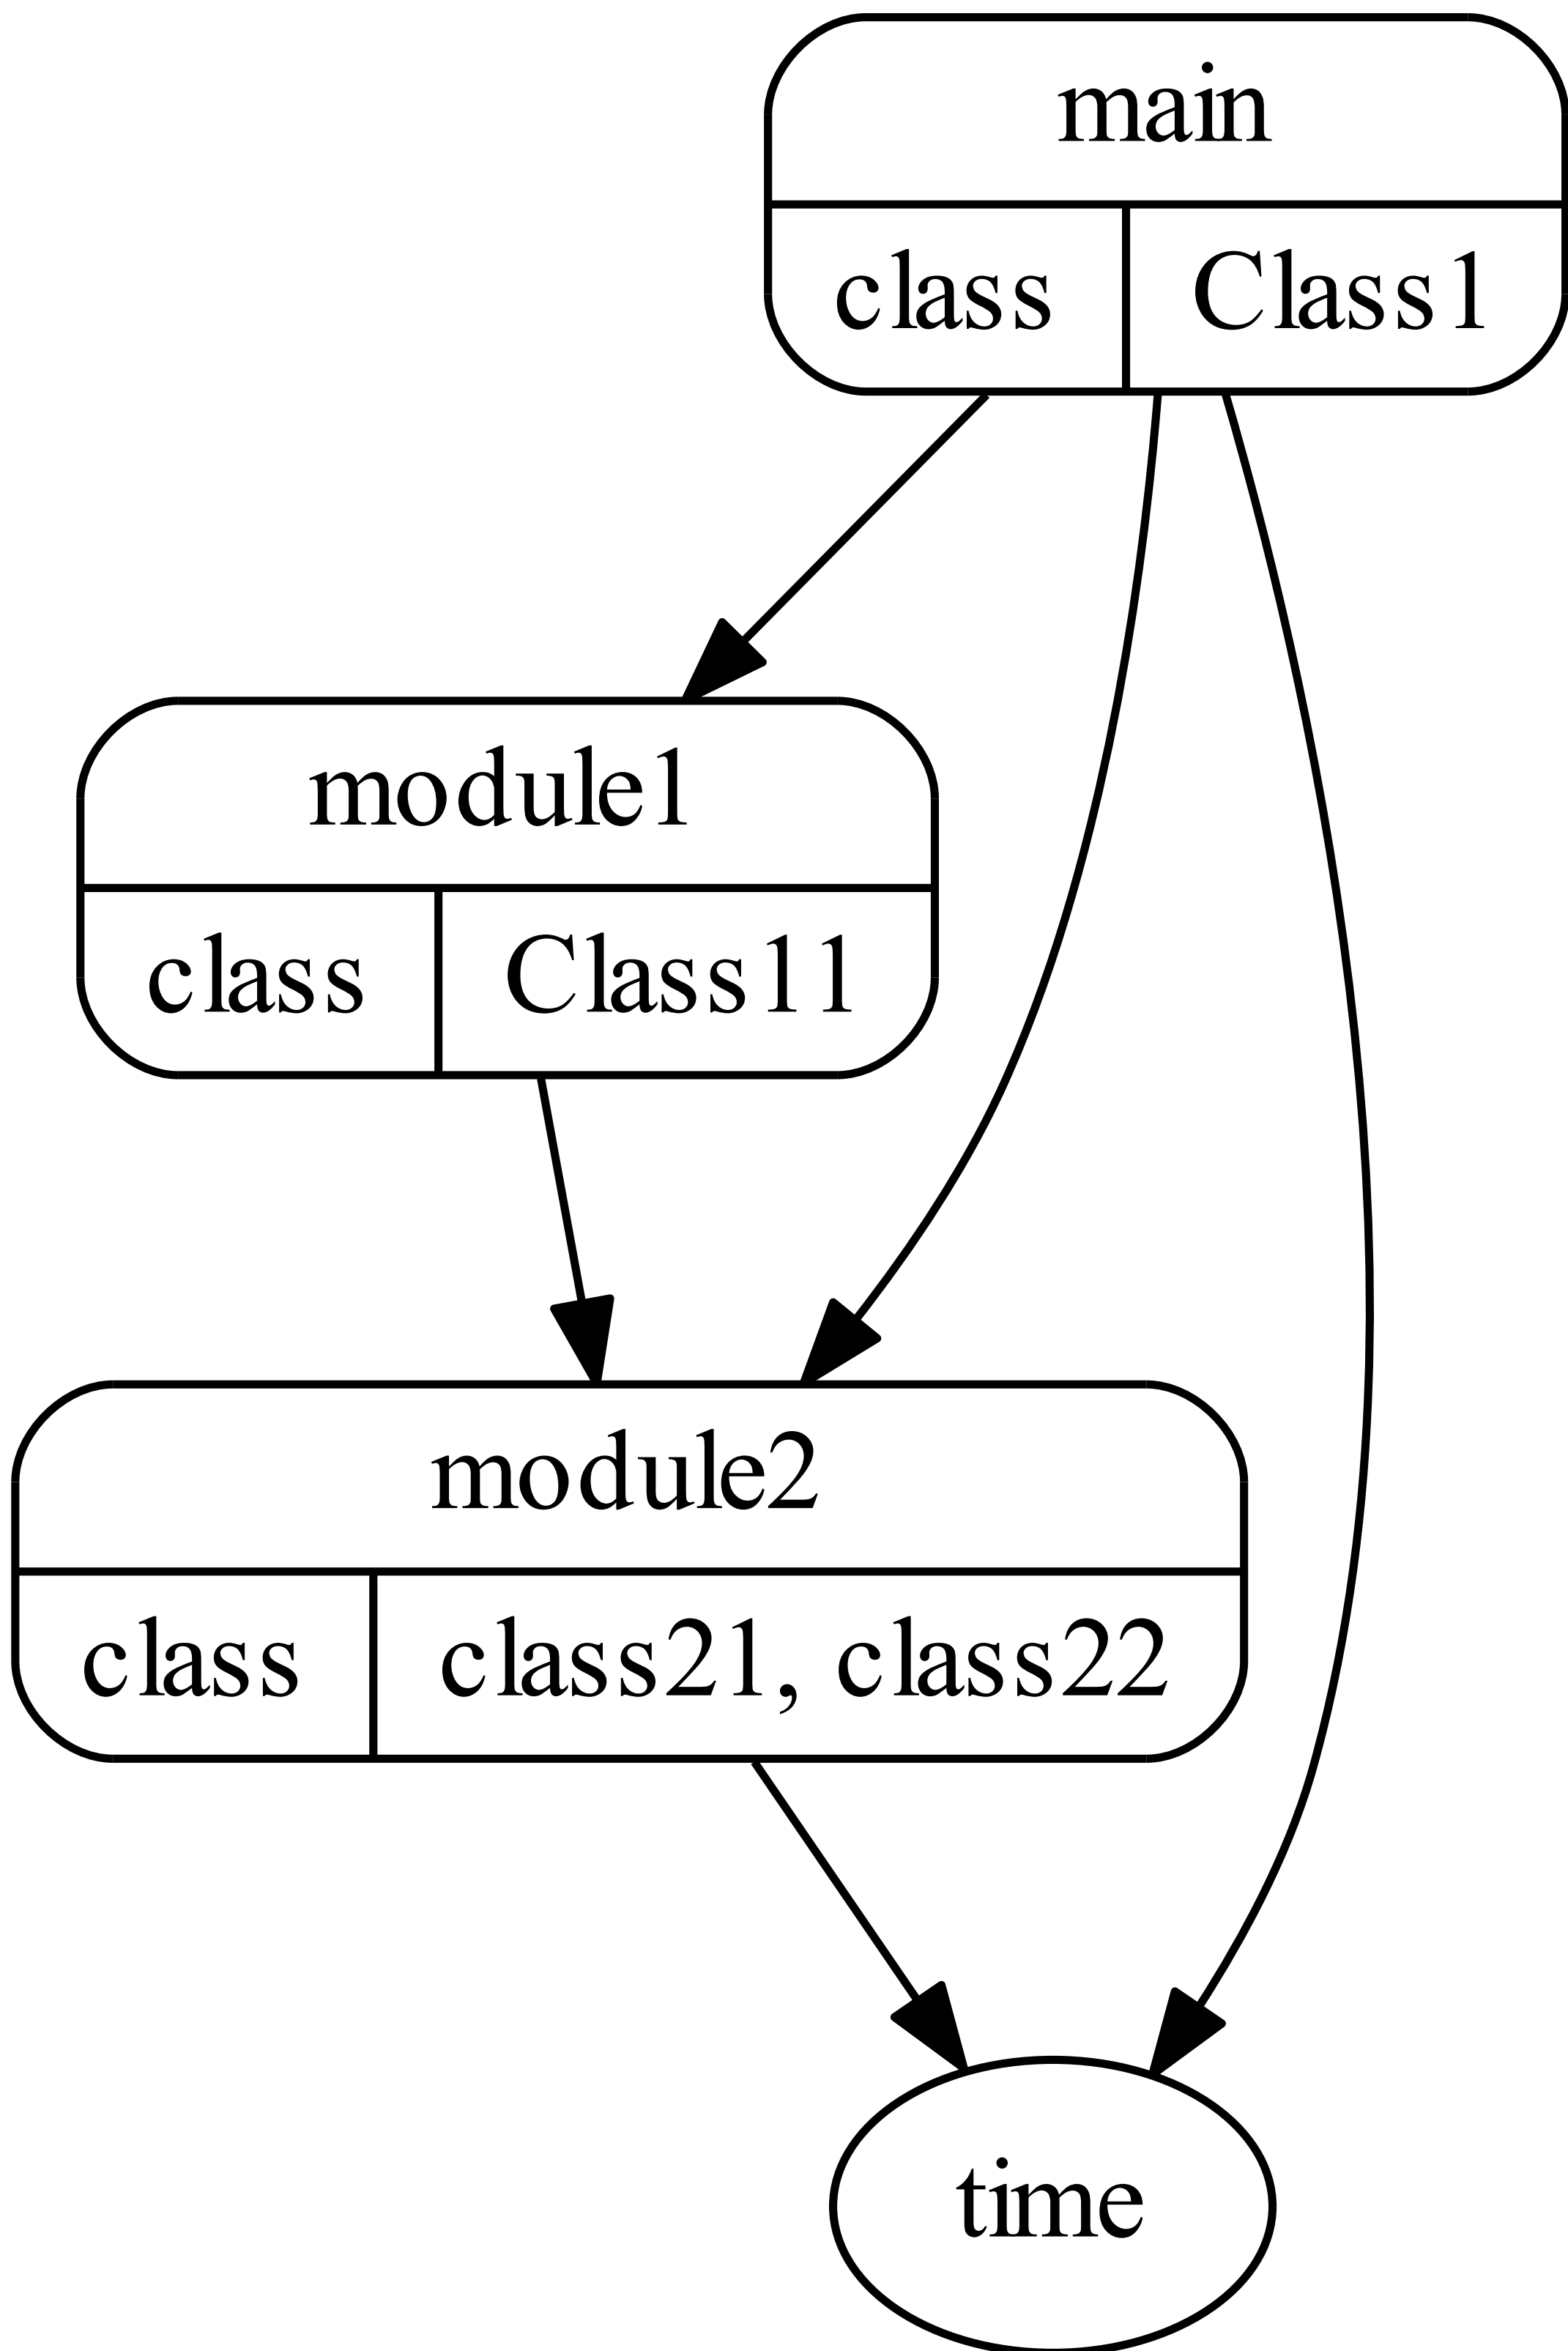 main
class Class1
module1
class Class11
module2
class class21, class22
time